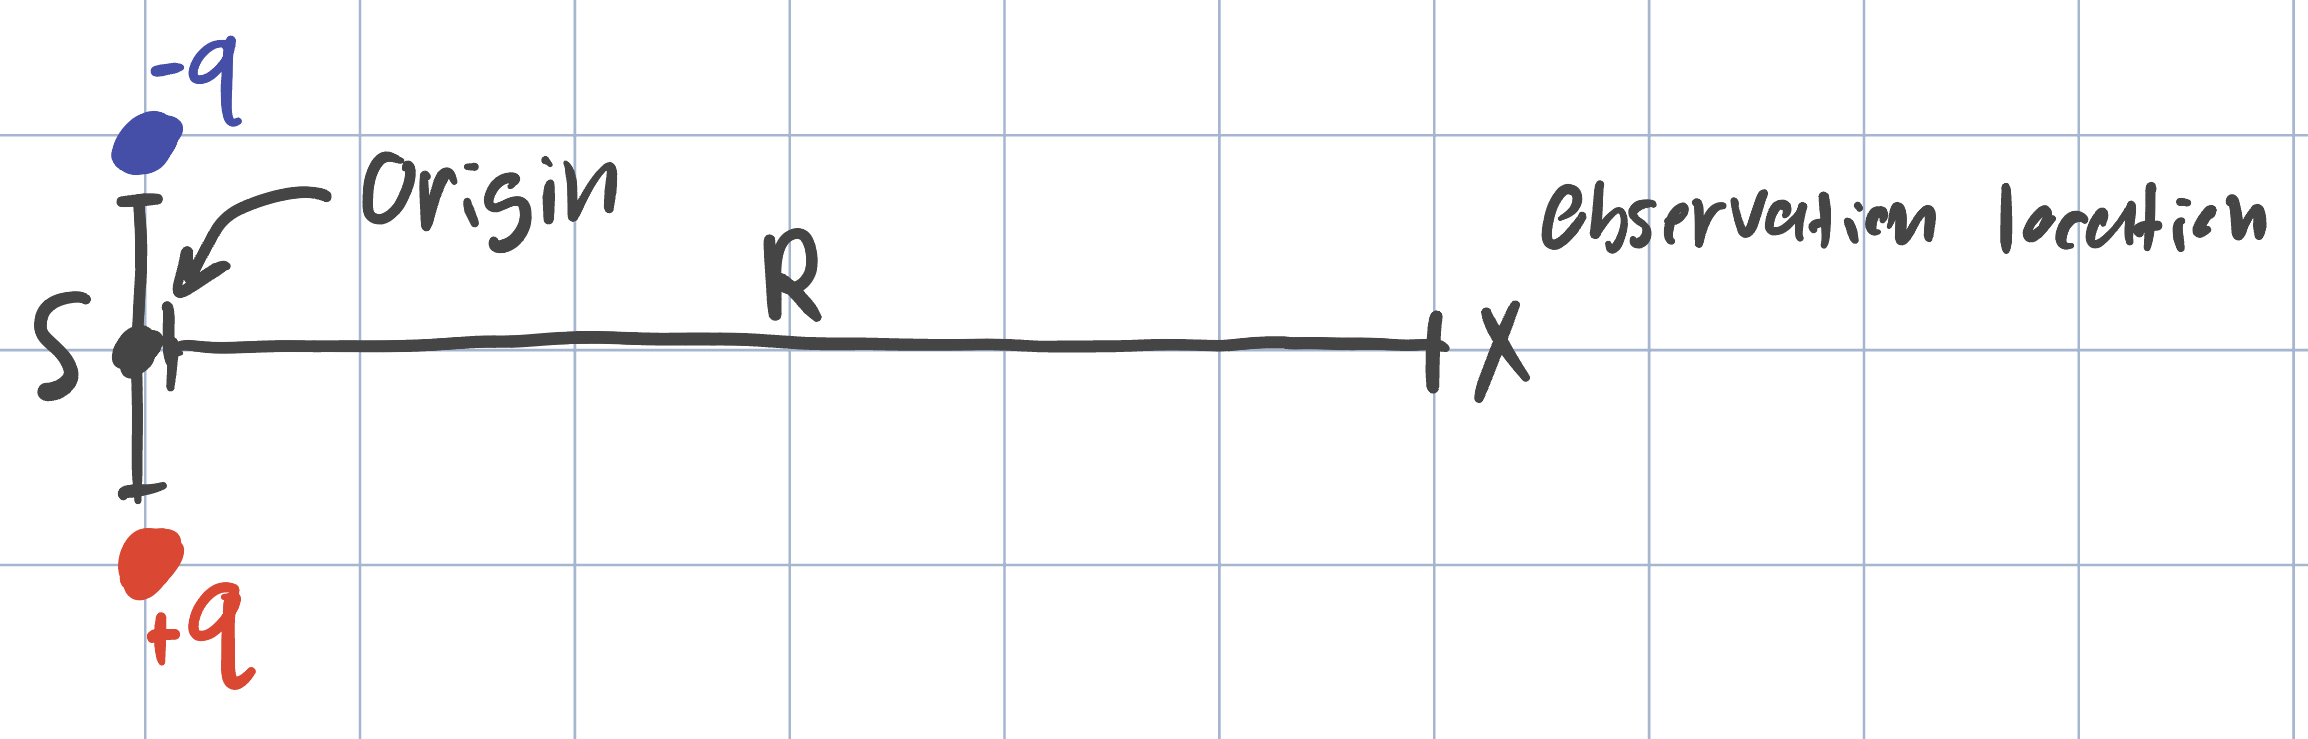 -q
Origin
R
Observation location
S
X
+q